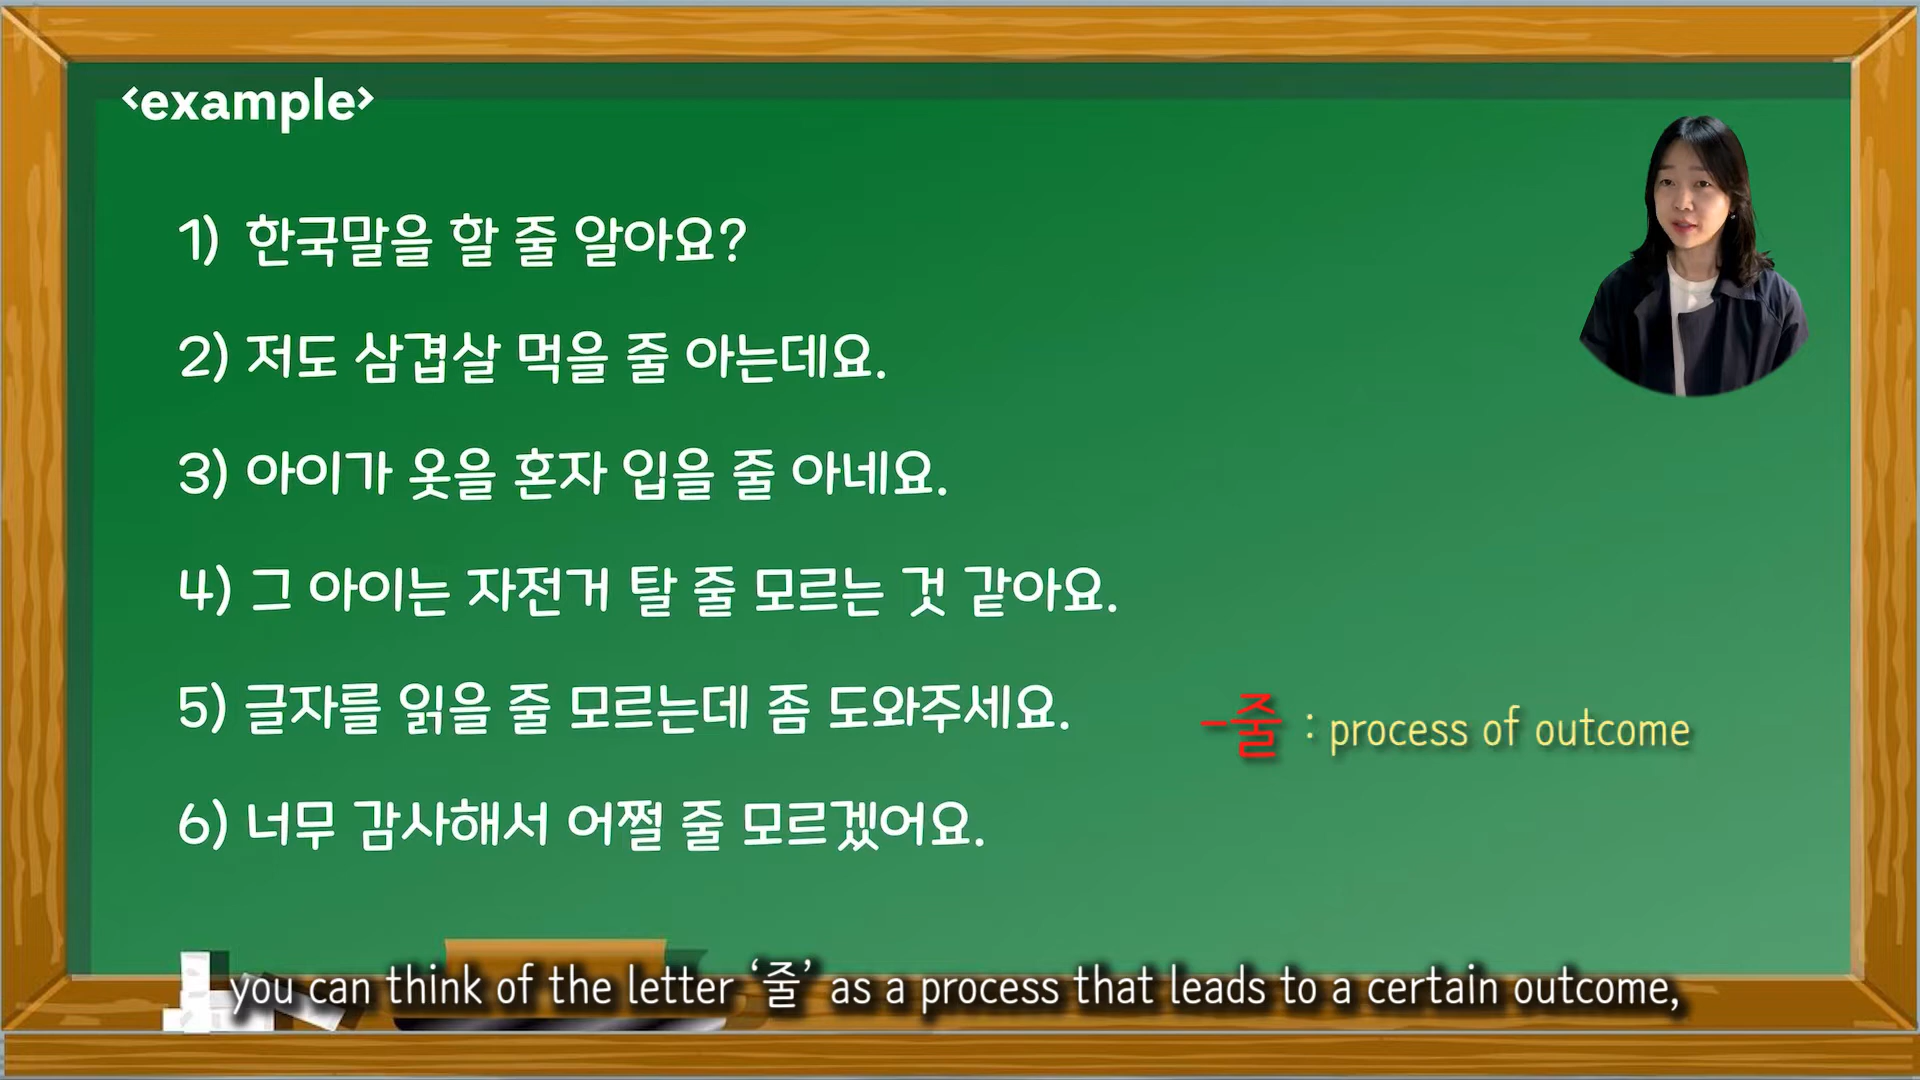 <example>
1) 한국말을 할 줄 알아요?
2) 저도 삼겹살 먹을 줄 아는데요.
3) 아이가 옷을 혼자 입을 줄 아네요.
4) 그 아이는 자전거 탈 줄 모르는 것 같아요.
5) 글자를 읽을 줄 모르는데 좀 도와주세요.
-줄 : process of outcome
6) 너무 감사해서 어쩔 줄 모르겠어요.
you can think of the letter ‘줄’ as a process that leads to a certain outcome,